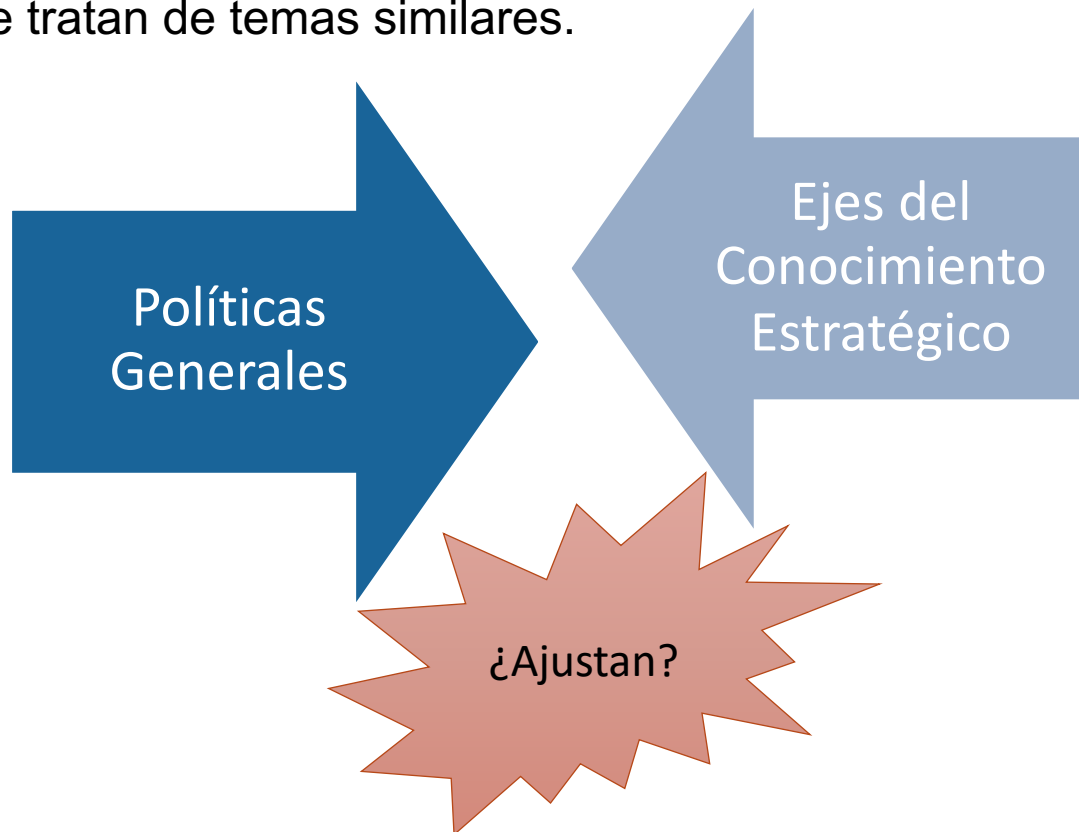 e tratan de temas similares.
Políticas
Generales
Ejes del
Conocimiento
Estratégico
¿Ajustan?